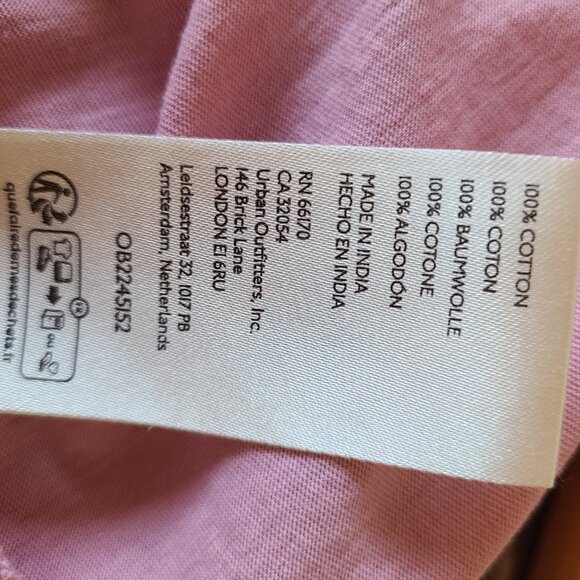 100% COTTON
100% COTON
100% BAUMWOLLE
100% COTONE
100% ALGODÓN
MADE IN INDIA
HECHO EN INDIA
RN 66170
CA 32054
Urban Outfitters, Inc.
146 Brick Lane
LONDON E1 6RU
Leidsestraat 32, 1017 PB
Amsterdam, Netherlands
OB2245152
FR
OU
quefairedemesdechets.fr